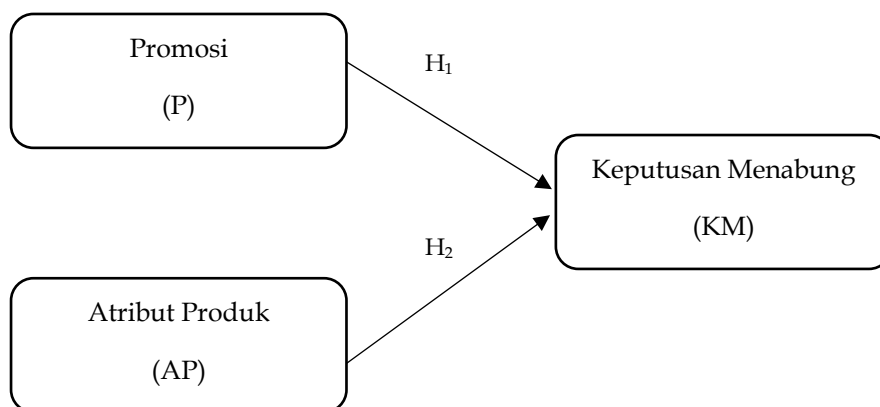 Promosi
(P)
H₁
Keputusan Menabung
(KM)
H₂
Atribut Produk
(AP)